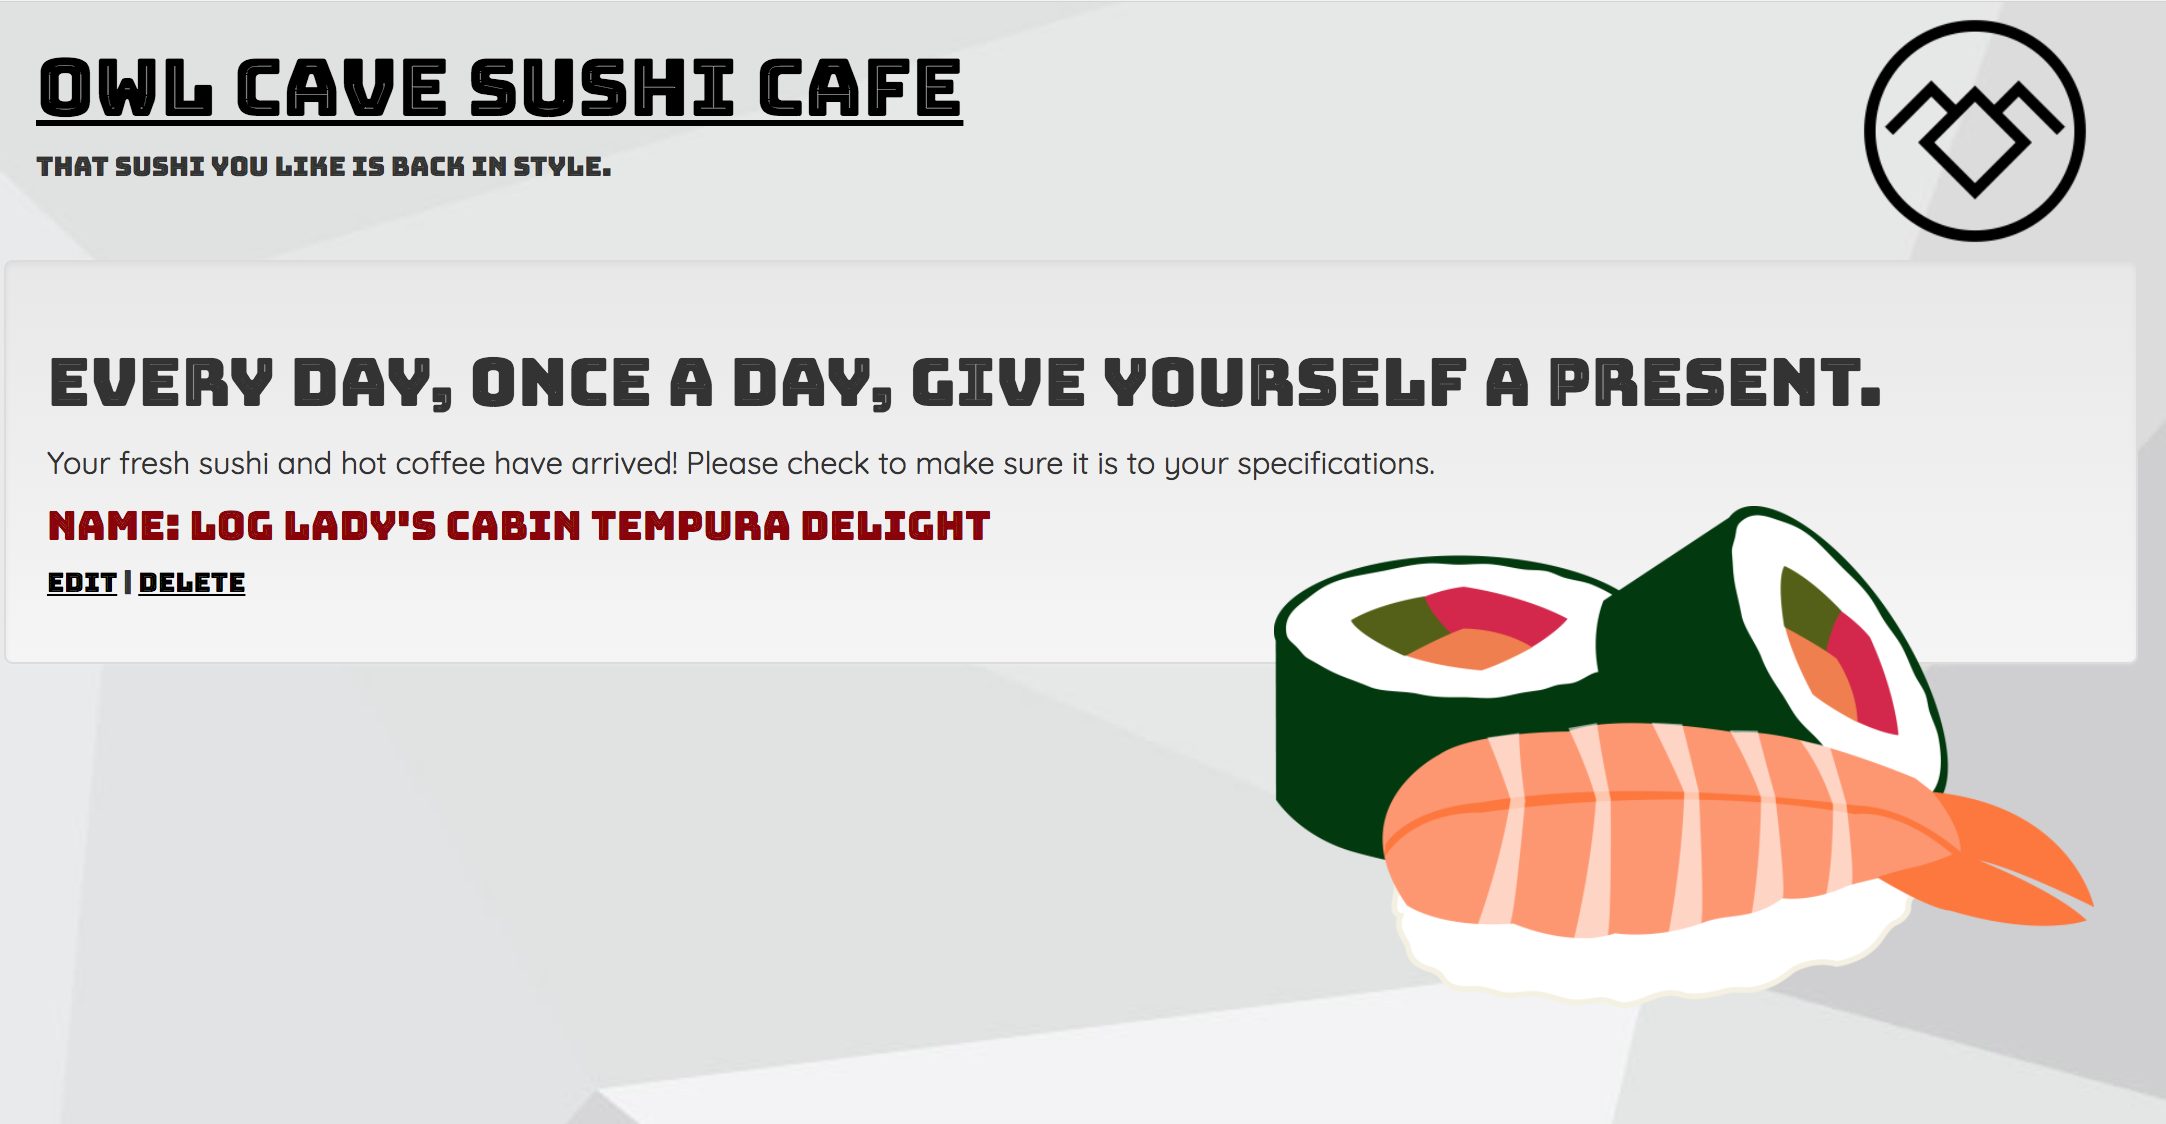 OWL CAVE SUSHI CAFE
THAT SUSHI YOU LIKE IS BACK IN STYLE.
EVERY DAY, ONCE A DAY, GIVE YOURSELF A PRESENT.
Your fresh sushi and hot coffee have arrived! Please check to make sure it is to your specifications.
NAME: LOG LADY'S CABIN TEMPURA DELIGHT
EDIT | DELETE